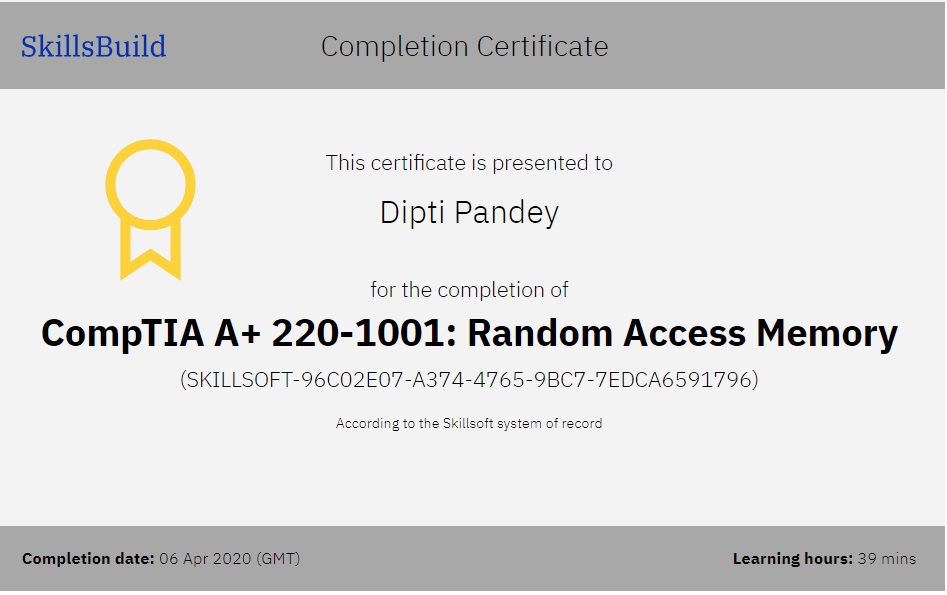 SkillsBuild
Completion Certificate
This certificate is presented to
Dipti Pandey
for the completion of
CompTIA A+ 220-1001: Random Access Memory
(SKILLSOFT-96C02E07-A374-4765-9BC7-7EDCA6591796)
According to the Skillsoft system of record
Completion date: 06 Apr 2020 (GMT)
Learning hours: 39 mins